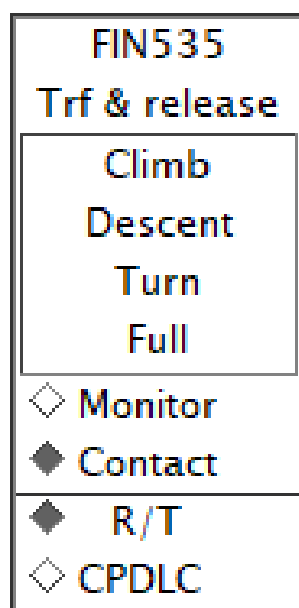 FIN535
Trf & release
Climb
Descent
Turn
Full
Monitor
Contact
R/T
CPDLC